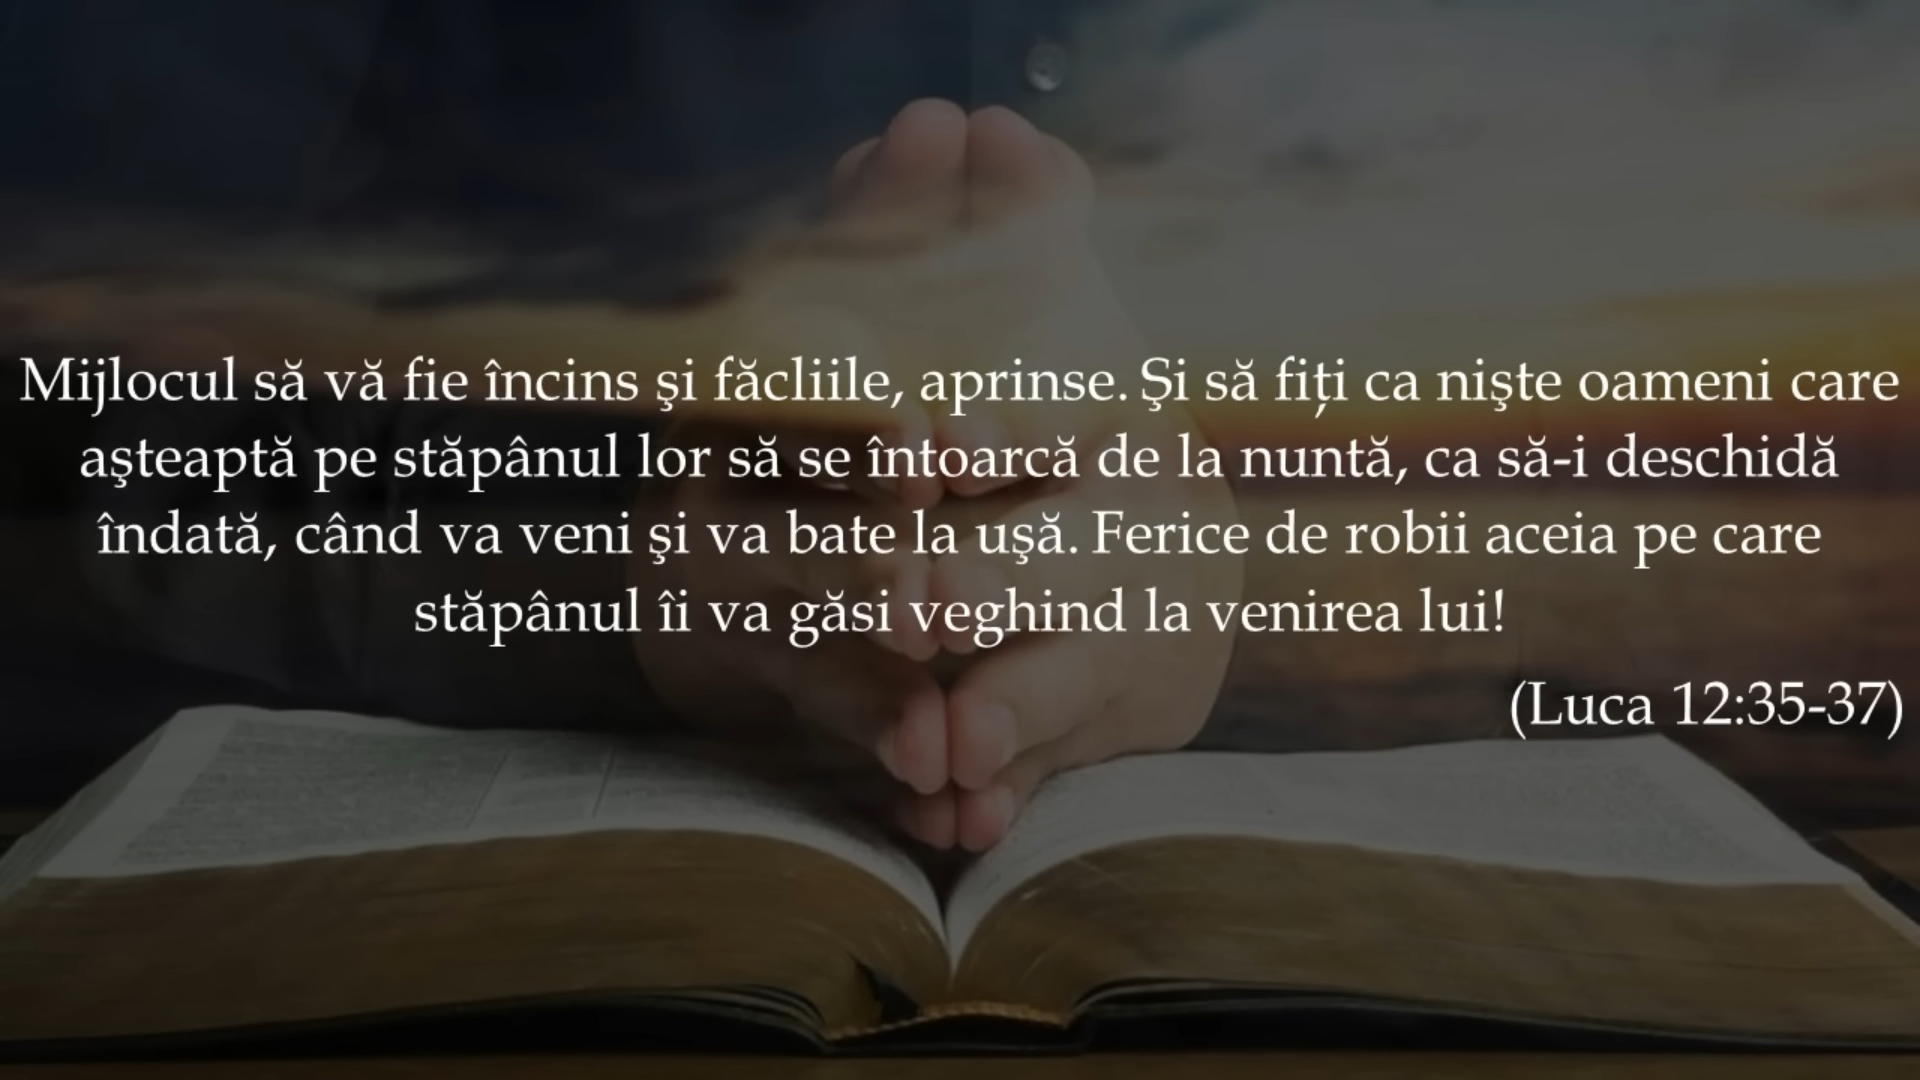 Mijlocul să vă fie încins şi făcliile, aprinse. Şi să fiţi ca nişte oameni care
aşteaptă pe stăpânul lor să se întoarcă de la nuntă, ca să-i deschidă
îndată, când va veni şi va bate la uşă. Ferice de robii aceia pe care
stăpânul îi va găsi veghind la venirea lui!
(Luca 12:35-37)